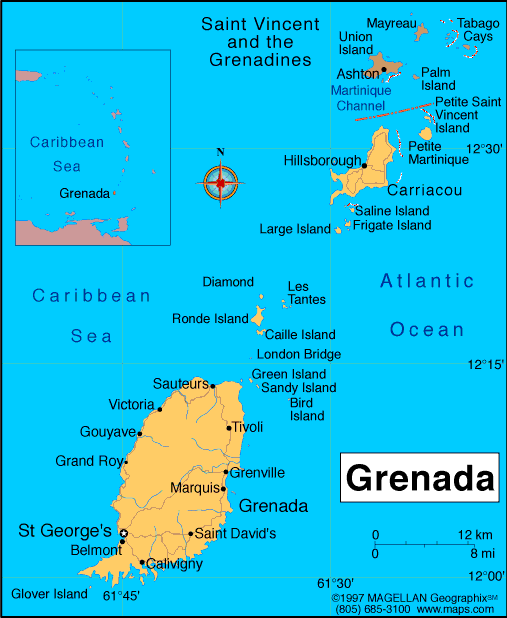 Saint Vincent
and the
Grenadines
Mayreau
Tabago
Cays
Union
Island
Ashton
Palm
Island
Martinique
Channel
Petite Saint
Vincent
Island
12°30
Petite
Martinique
Hillsborough
Carriacou
Saline Island
Frigate Island
Large Island
Caribbean
Sea
Grenada
N
Atlantic
Ocean
Caribbean
Sea
Diamond
Les
Tantes
Ronde Island
Caille Island
London Bridge
12°15
Green Island
Sandy Island
Bird
Island
Sauteurs
Victoria
Gouyave
Tivoli
Grand Roy
Grenville
Marquis
Grenada
St George's
Saint David's
Belmont
Calivigny
Glover Island
Grenada
0 12 km
0 8 mi
12°00
61°45
61°30
©1997 MAGELLAN GeographixSM
(805) 685-3100 www.maps.com